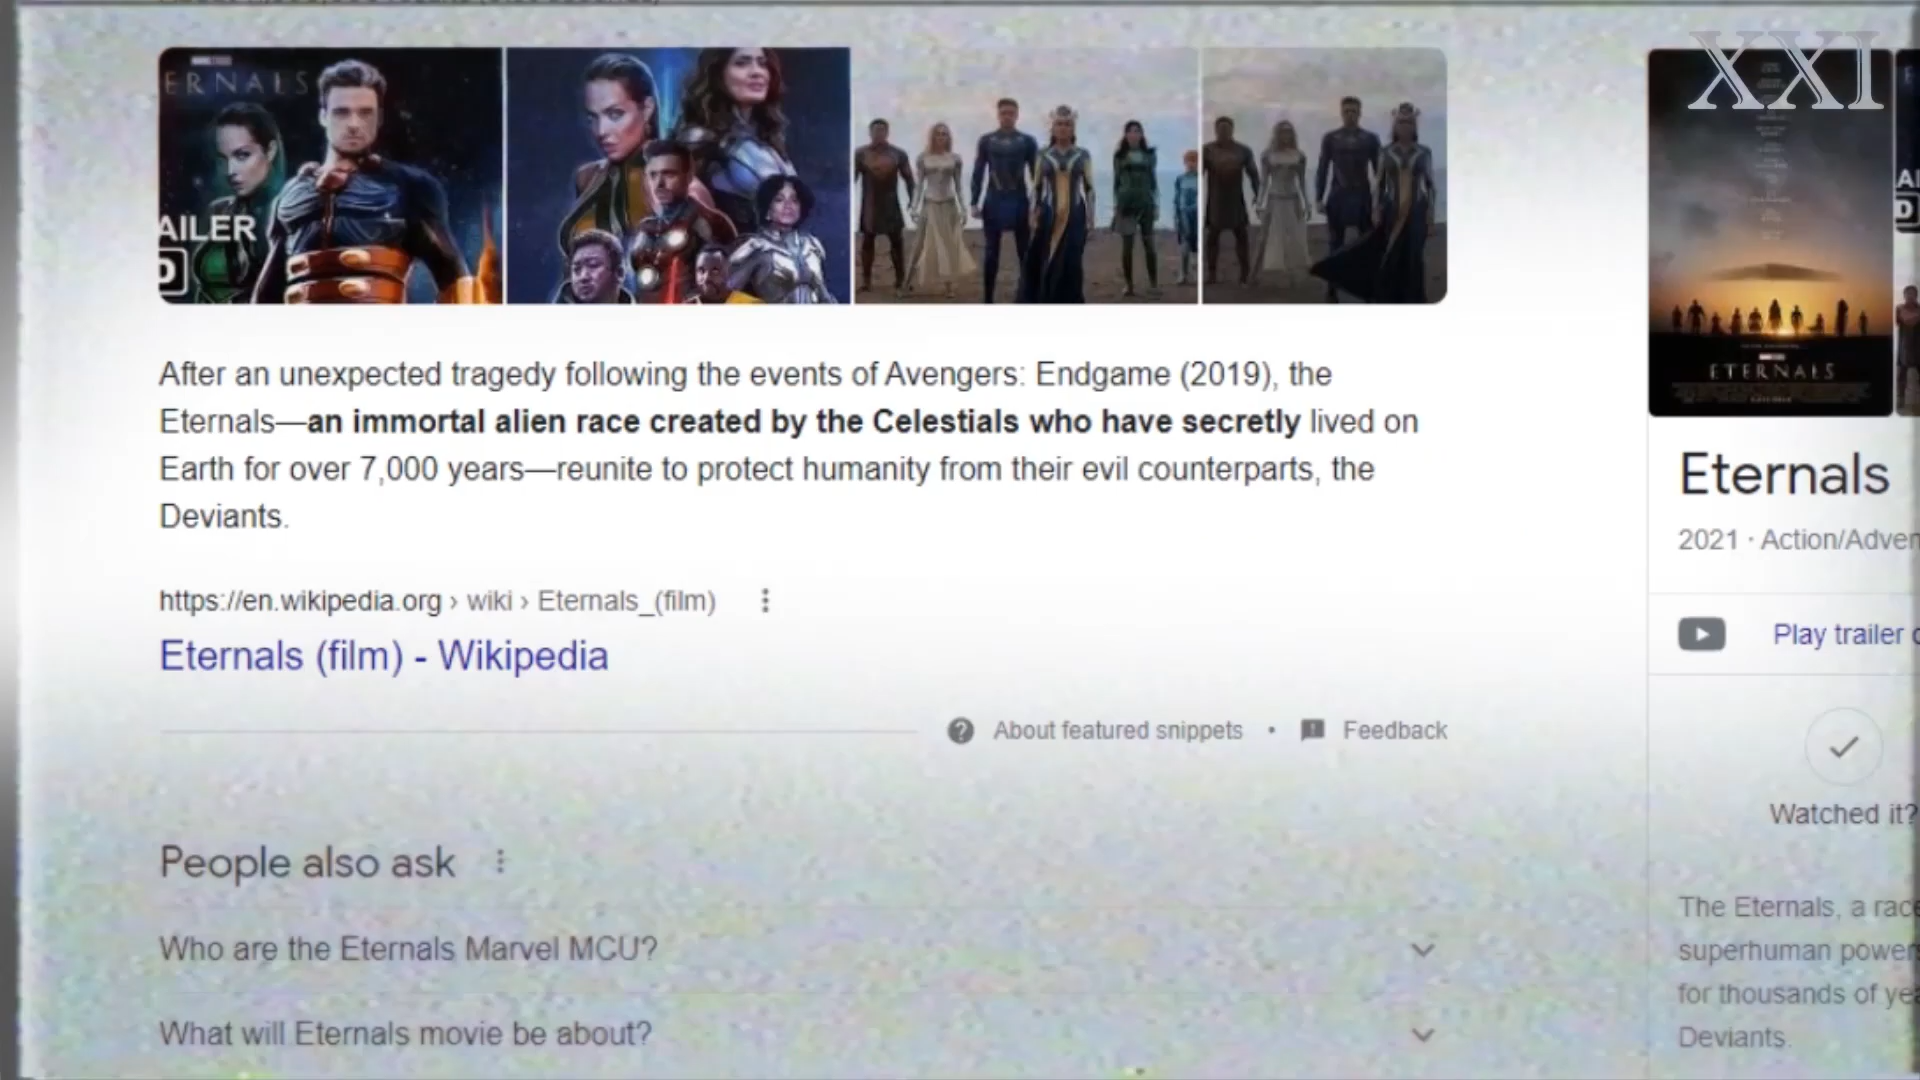 XXI
ERNALS
AILER
D
After an unexpected tragedy following the events of Avengers: Endgame (2019), the
Eternals—an immortal alien race created by the Celestials who have secretly lived on
Earth for over 7,000 years—reunite to protect humanity from their evil counterparts, the
Deviants.
https://en.wikipedia.org › wiki › Eternals_(film)
Eternals (film) - Wikipedia
About featured snippets • Feedback
People also ask
Who are the Eternals Marvel MCU?
What will Eternals movie be about?
ETERNALS
AI
D
Eternals
2021 · Action/Adven
Play trailer
Watched it?
The Eternals, a race
superhuman power
for thousands of yea
Deviants.